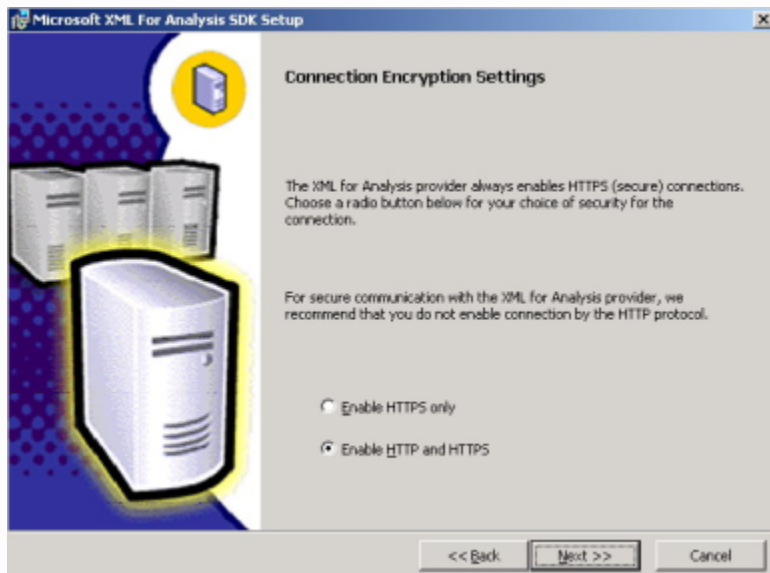 Microsoft XML For Analysis SDK Setup
Connection Encryption Settings
The XML for Analysis provider always enables HTTPS (secure) connections.
Choose a radio button below for your choice of security for the
connection.
For secure communication with the XML for Analysis provider, we
recommend that you do not enable connection by the HTTP protocol.
Enable HTTPS only
Enable HTTP and HTTPS
<< Back Next >> Cancel